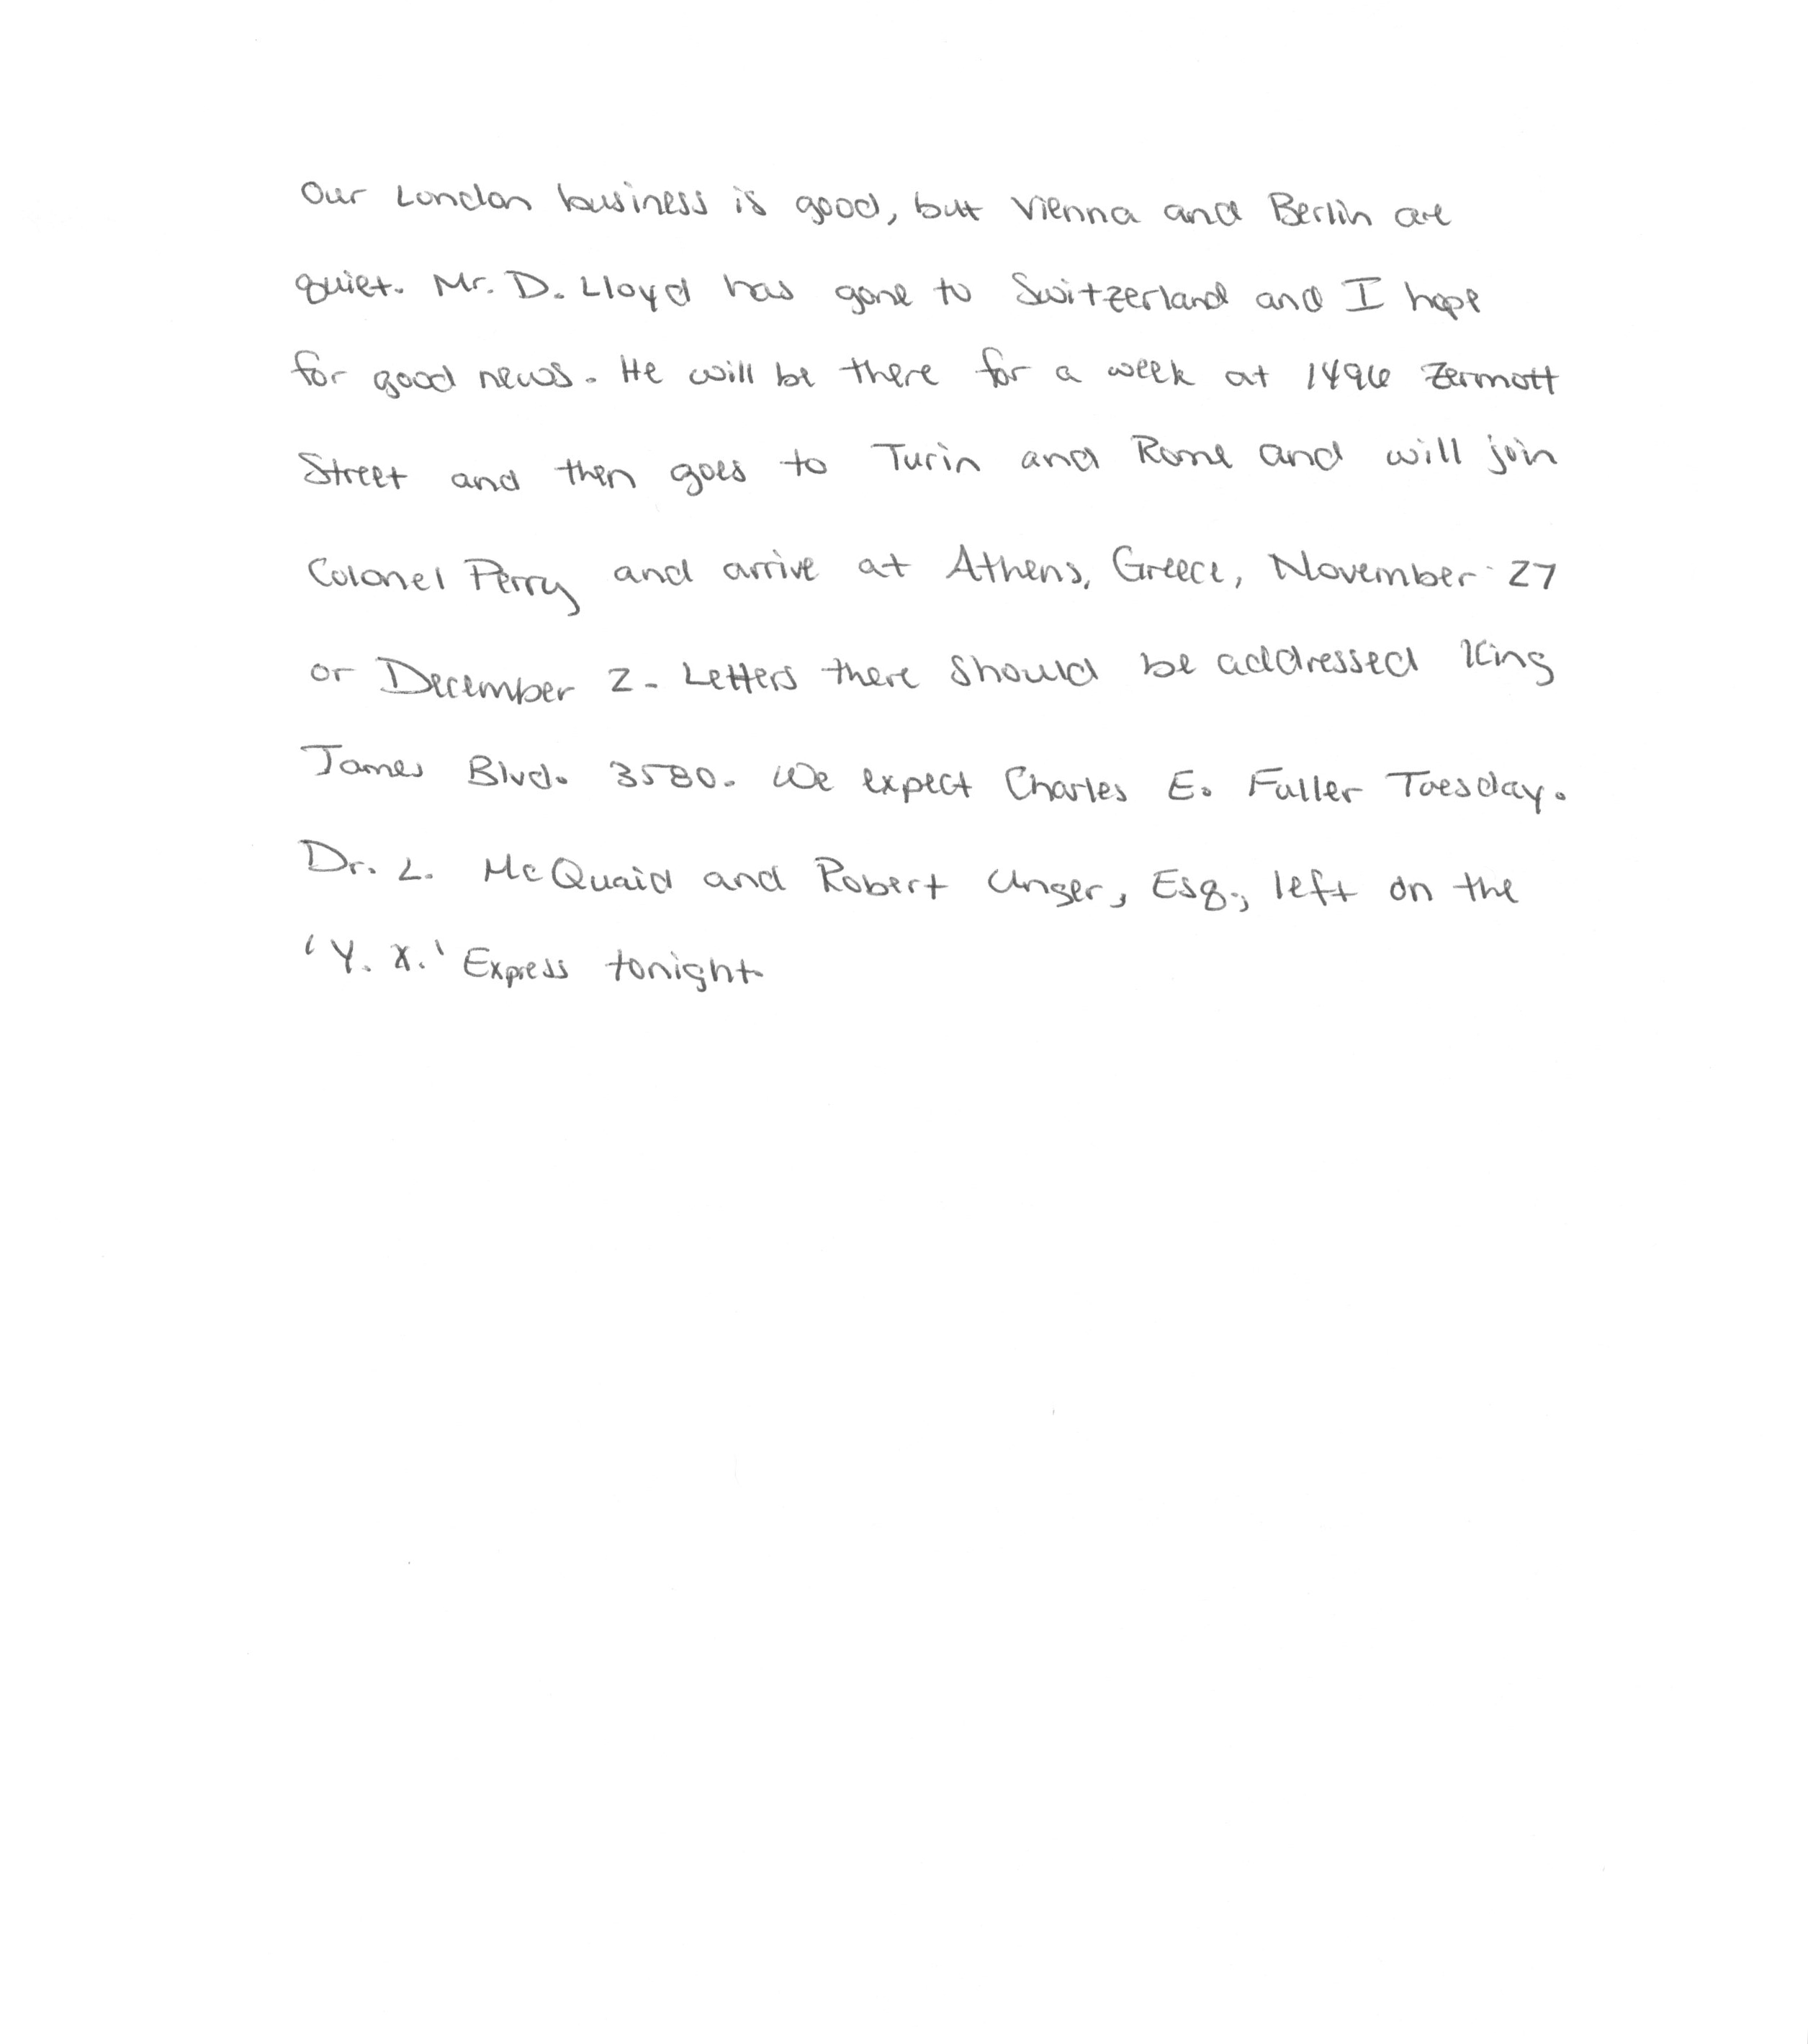 Our London business is good, but Vienna and Berlin are
quiet. Mr. D. Lloyd has gone to Switzerland and I hope
for good news. He will be there for a week at 1496 Zermott
Street and then goes to Turin and Rome and will join
Colonel Perry and arrive at Athens, Greece, November 27
or December 2. Letters there should be addressed King
James Blvd. 3580. We expect Charles E. Fuller Tuesday.
Dr. L. McQuaid and Robert Unger, Esq., left on the
'Y. X.' Express tonight.